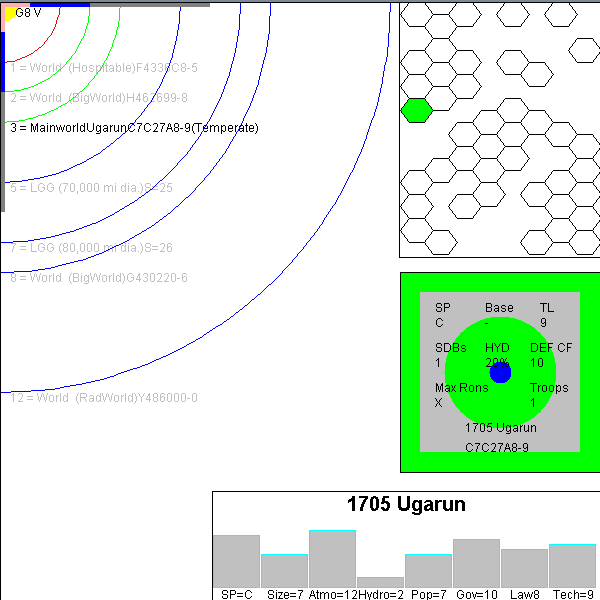 G8 V
1 = World (Hospitable)F4336C8-5
2 = World (BigWorld)H463699-8
3 = MainworldUgarunC7C27A8-9(Temperate)
5 = LGG (70,000 mi dia.)S=25
7 = LGG (80,000 mi dia.)S=26
8 = World (BigWorld)G430220-6
12 = World (RadWorld)Y486000-0
SP Base TL
C - 9
SDBs HYD DEF CF
1 20% 10
Max Rons Troops
X 1
1705 Ugarun
C7C27A8-9
1705 Ugarun
SP=C Size=7 Atmo=12 Hydro=2 Pop=7 Gov=10 Law8 Tech=9